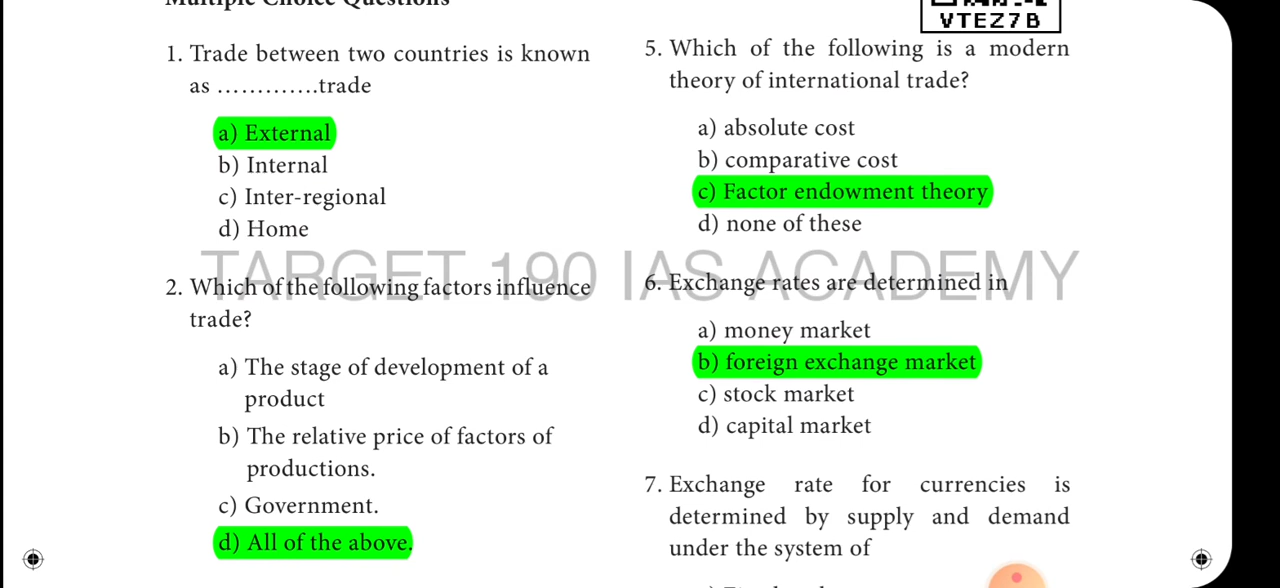 Multiple Choice Questions
1. Trade between two countries is known
as .............trade
a) External
b) Internal
c) Inter-regional
d) Home
2. Which of the following factors influence
trade?
a) The stage of development of a
product
b) The relative price of factors of
productions.
c) Government.
d) All of the above.
VTEZ7B
5. Which of the following is a modern
theory of international trade?
a) absolute cost
b) comparative cost
c) Factor endowment theory
d) none of these
6. Exchange rates are determined in
a) money market
b) foreign exchange market
c) stock market
d) capital market
7. Exchange rate for currencies is
determined by supply and demand
under the system of
TARGET 190 IAS ACADEMY